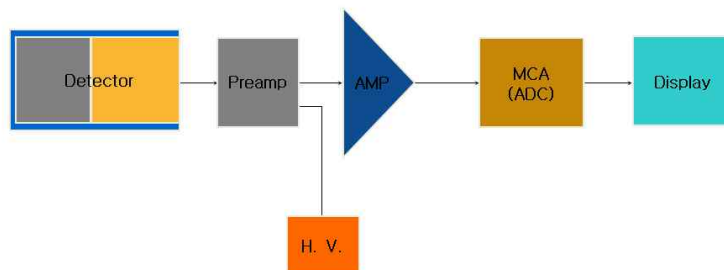 Detector
Preamp
AMP
MCA
(ADC)
Display
H. V.